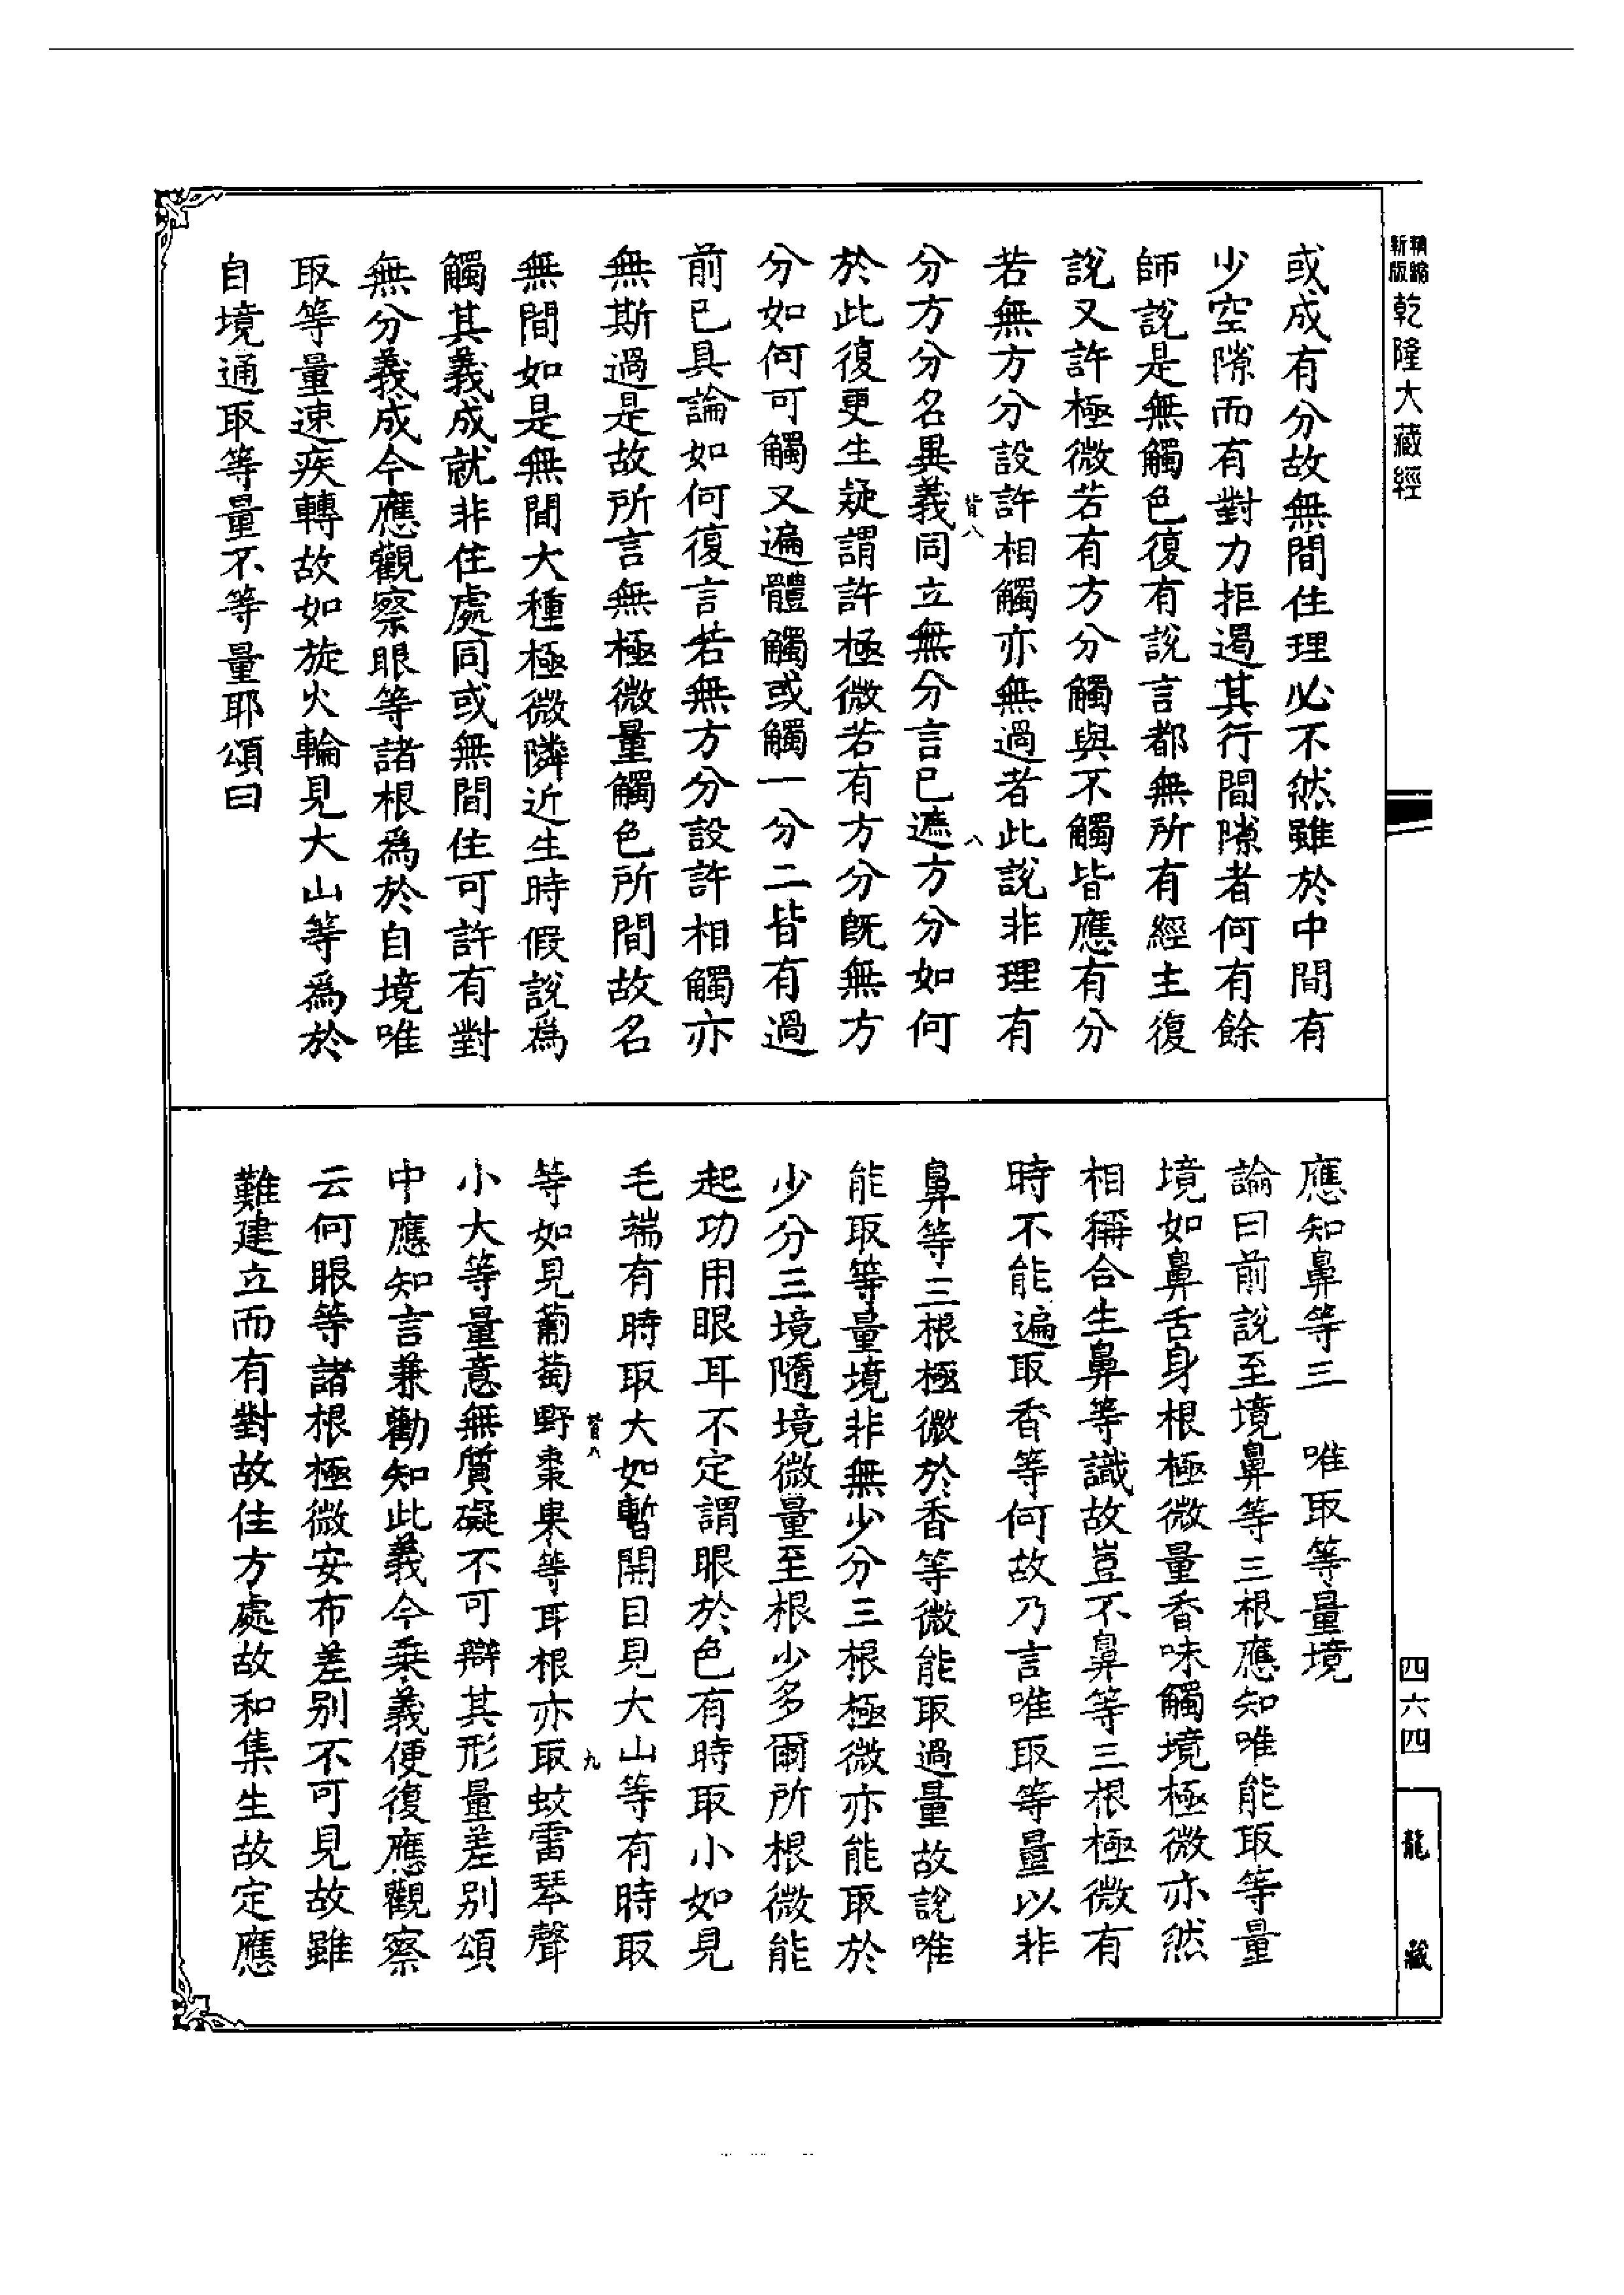 精縮新版乾隆大藏經
或成有分故無間住理必不然雖於中間有
少空隙而有對力拒遏其行間隙者何有餘
師說是無觸色復有說言都無所有經主復
說又許極微若有方分觸與不觸皆應有分
若無方分設許相觸亦無過者此說非理有
分方分名異義同立無分言已遮方分如何
於此復更生疑謂許極微若有方分既無方
分如何可觸又遍體觸或觸一分二皆有過
前已具論如何復言若無方分設許相觸亦
無斯過是故所言無極微量觸色所間故名
無間如是無間大種極微隣近生時假說爲
觸其義成就非住處同或無間住可許有對
無分義成今應觀察眼等諸根爲於自境唯
取等量速疾轉故如旋火輪見大山等爲於
自境通取等量不等量耶頌曰
應知鼻等三　唯取等量境
論曰前說至境鼻等三根應知唯能取等量
境如鼻舌身根極微量香味觸境極微亦然
相稱合生鼻等識故豈不鼻等三根極微有
時不能遍取香等何故乃言唯取等量以非
鼻等三根極微於香等微能取過量故說唯
能取等量境非無少分三根極微亦能取於
少分三境隨境微量至根少多爾所根微能
起功用眼耳不定謂眼於色有時取小如見
毛端有時取大如暫開目見大山等有時取
等如見葡萄野棗果等耳根亦取蚊雷琴聲
小大等量意無質礙不可辯其形量差别頌
中應知言兼勸知此義今乗義便復應觀察
云何眼等諸根極微安布差别不可見故雖
難建立而有對故住方處故和集生故定應
四六四
龍藏